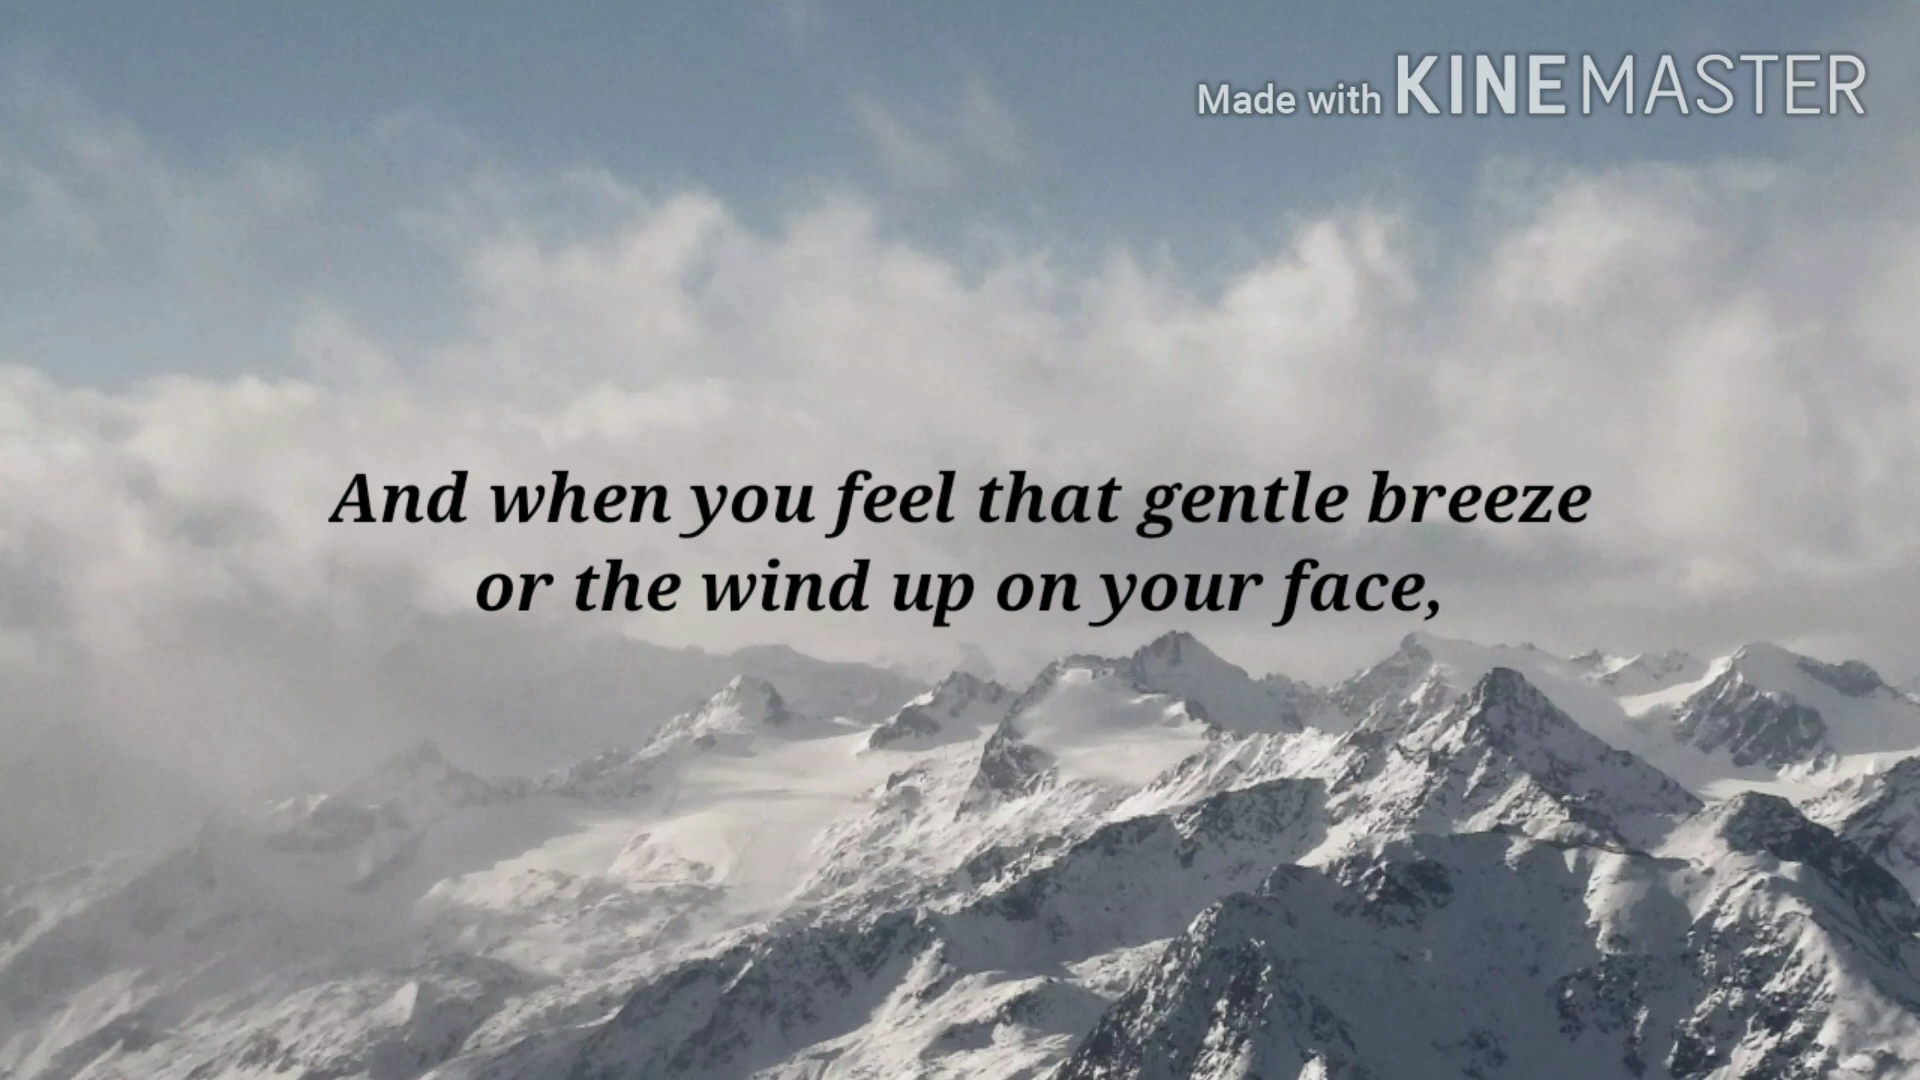 Made with KINEMASTER
And when you feel that gentle breeze
or the wind up on your face,